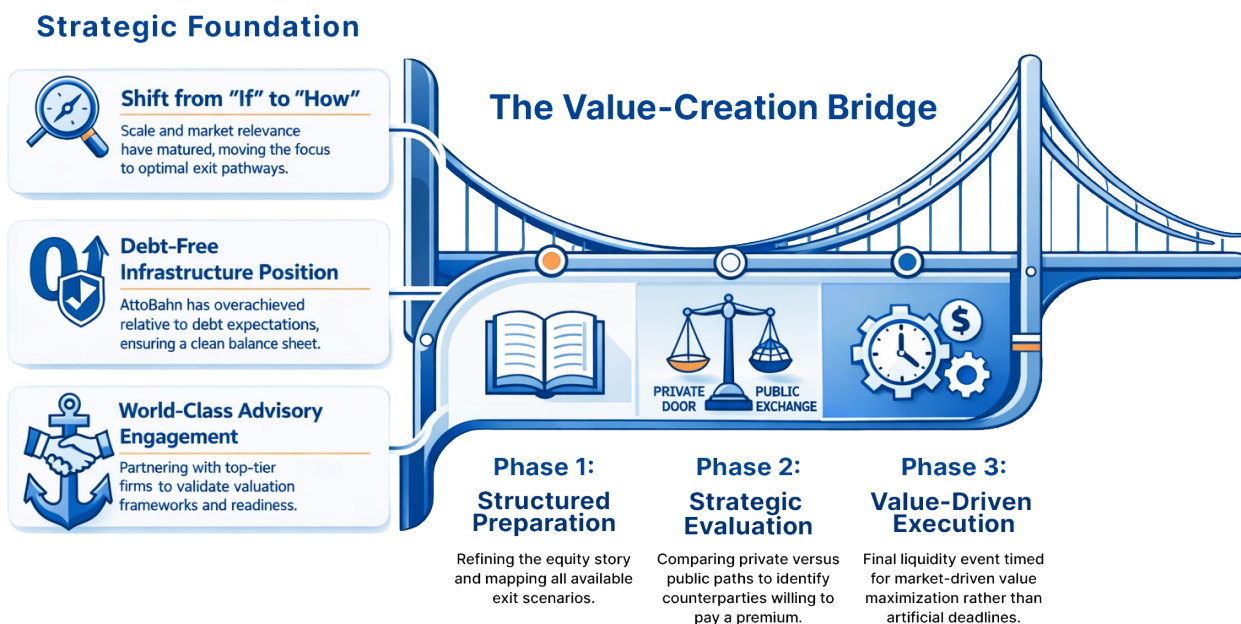 Strategic Foundation
Shift from "If" to "How"
Scale and market relevance
have matured, moving the focus
to optimal exit pathways.
Debt-Free
Infrastructure Position
AttoBahn has overachieved
relative to debt expectations,
ensuring a clean balance sheet.
World-Class Advisory
Engagement
Partnering with top-tier
firms to validate valuation
frameworks and readiness.
The Value-Creation Bridge
PRIVATE
DOOR
PUBLIC
EXCHANGE
$
Phase 1:
Structured
Preparation
Refining the equity story
and mapping all available
exit scenarios.
Phase 2:
Strategic
Evaluation
Comparing private versus
public paths to identify
counterparties willing to
pay a premium.
Phase 3:
Value-Driven
Execution
Final liquidity event timed
for market-driven value
maximization rather than
artificial deadlines.